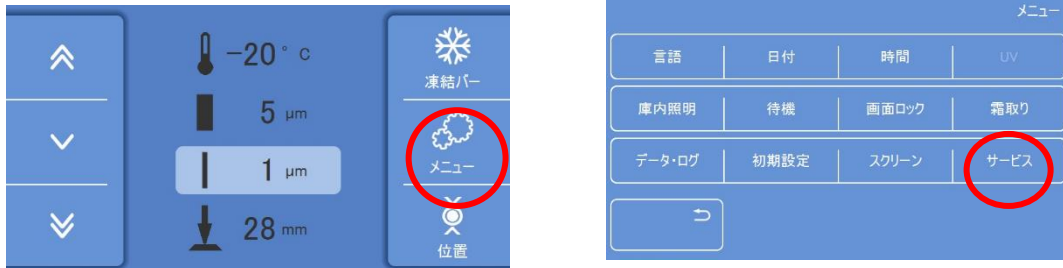 -20° c
凍結バー
5 μm
メニュー
1 μm
28 mm
位置
メニュー
言語 日付 時間 UV
庫内照明 待機 画面ロック 霜取り
データ・ログ 初期設定 スクリーン サービス